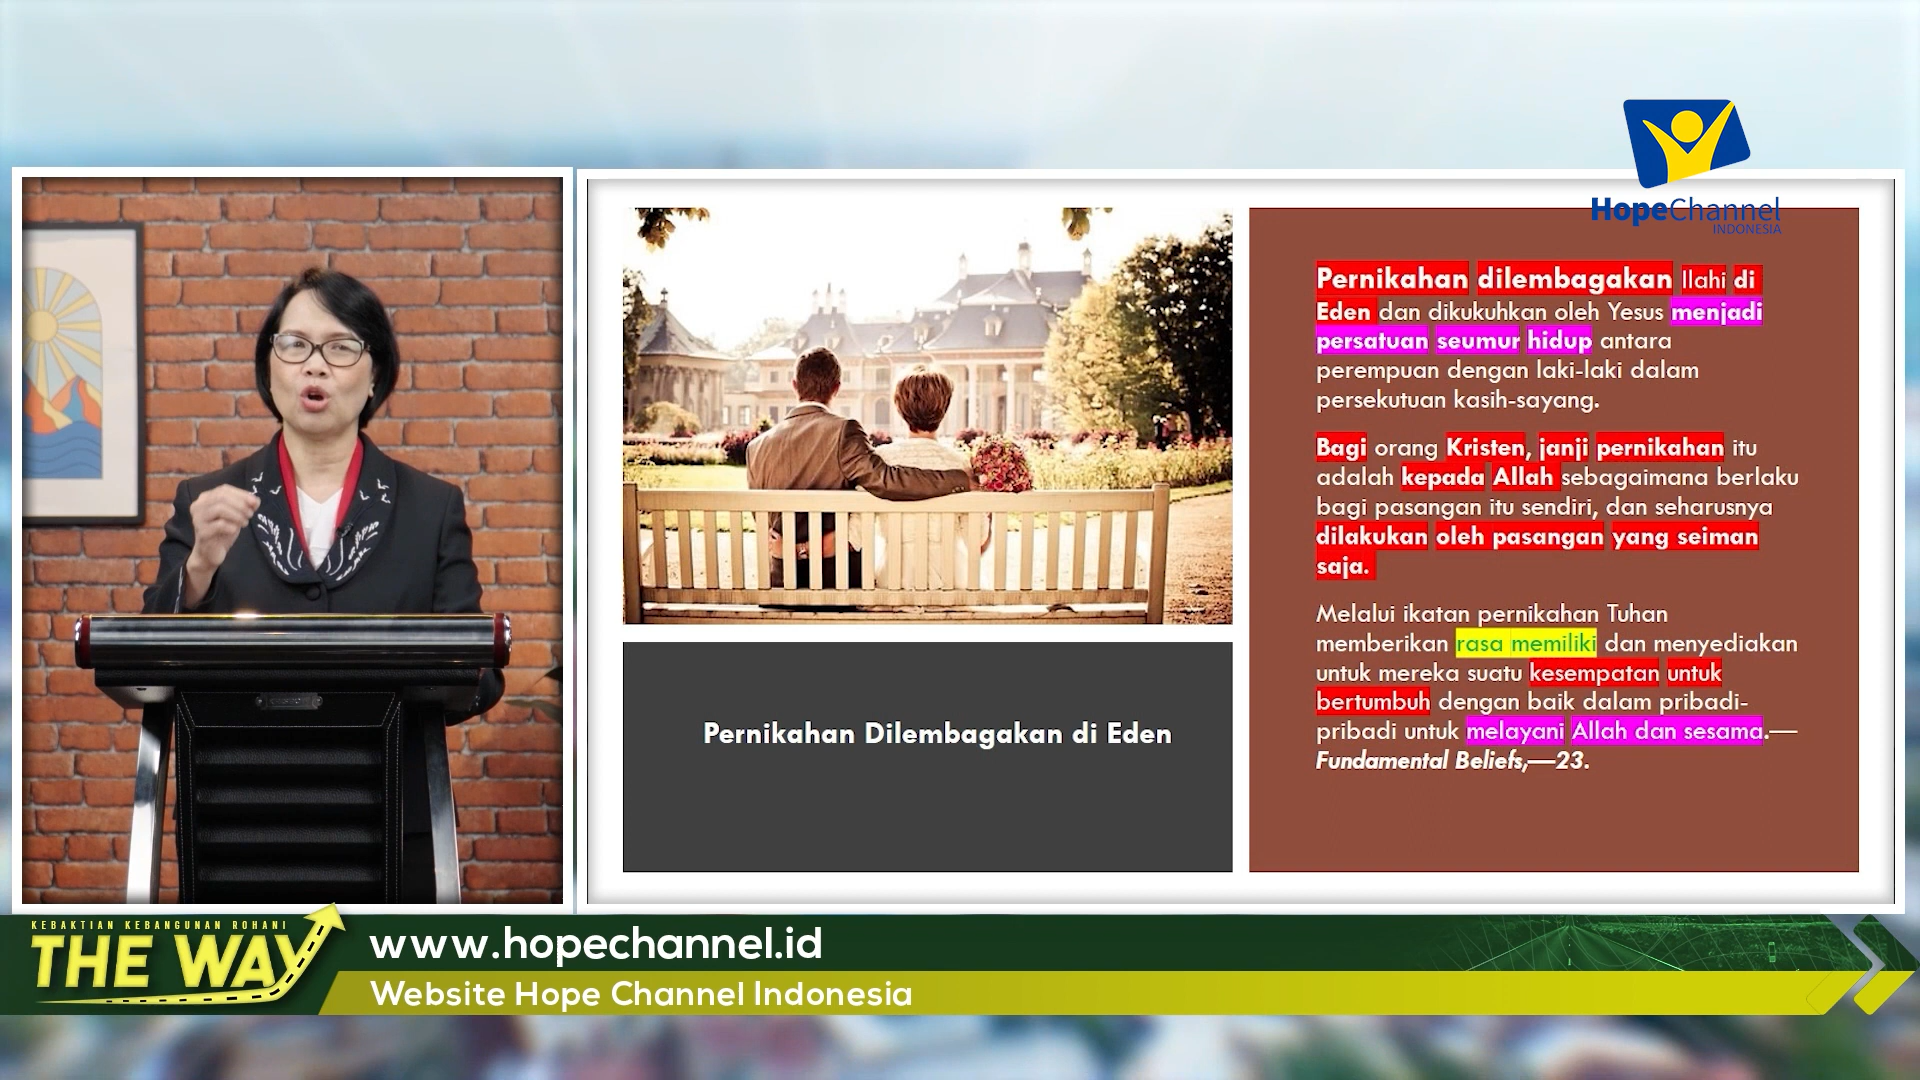 HopeChannel
INDONESIA
Pernikahan dilembagakan Ilahi di
Eden dan dikukuhkan oleh Yesus menjadi
persatuan seumur hidup antara
perempuan dengan laki-laki dalam
persekutuan kasih-sayang.
Bagi orang Kristen, janji pernikahan itu
adalah kepada Allah sebagaimana berlaku
bagi pasangan itu sendiri, dan seharusnya
dilakukan oleh pasangan yang seiman
saja.
Melalui ikatan pernikahan Tuhan
memberikan rasa memiliki dan menyediakan
untuk mereka suatu kesempatan untuk
bertumbuh dengan baik dalam pribadi-
pribadi untuk melayani Allah dan sesama.—
Fundamental Beliefs,—23.
Pernikahan Dilembagakan di Eden
KEBAKTIAN KEBANGUNAN ROHANI
THE WAY
www.hopechannel.id
Website Hope Channel Indonesia